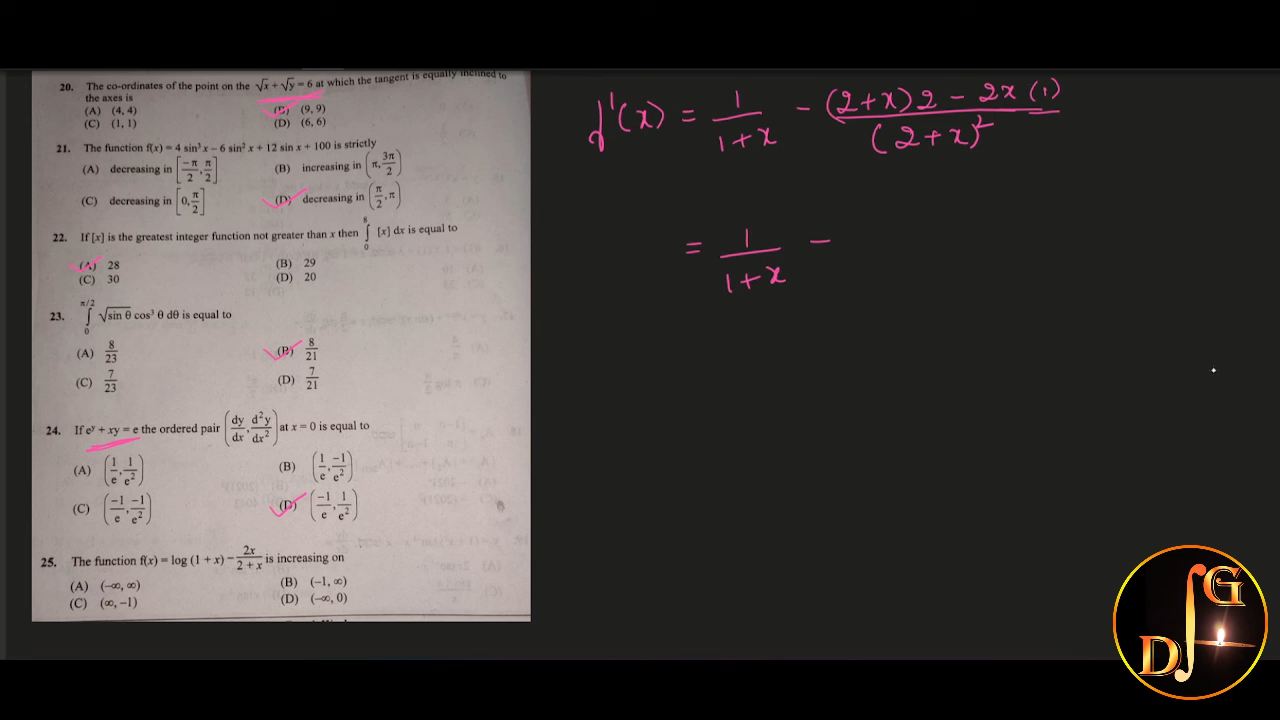 20. The co-ordinates of the point on the √x + √y = 6 at which the tangent is equally inclined to
the axes is
(A) (4, 4) (B) (9, 9)
(C) (1, 1) (D) (6, 6)
21. The function f(x) = 4 sin³ x – 6 sin² x + 12 sin x + 100 is strictly
(A) decreasing in [–π/2, π/2] (B) increasing in (π, 3π/2)
(C) decreasing in [0, π/2] (D) decreasing in (π/2, π)
22. If [x] is the greatest integer function not greater than x then ∫₀⁸ [x] dx is equal to
(A) 28 (B) 29
(C) 30 (D) 20
23. ∫₀^(π/2) √sin θ cos³ θ dθ is equal to
(A) 8/23 (B) 8/21
(C) 7/23 (D) 7/21
24. If eʸ + xy = e the ordered pair (dy/dx, d²y/dx²) at x = 0 is equal to
(A) (1/e, 1/e²) (B) (1/e, –1/e²)
(C) (–1/e, –1/e²) (D) (–1/e, 1/e²)
25. The function f(x) = log (1 + x) – 2x/(2 + x) is increasing on
(A) (–∞, ∞) (B) (–1, ∞)
(C) (∞, –1) (D) (–∞, 0)
f'(x) = 1/(1+x) – ((2+x)2 – 2x(1))/(2+x)²
= 1/(1+x) –
D∫G